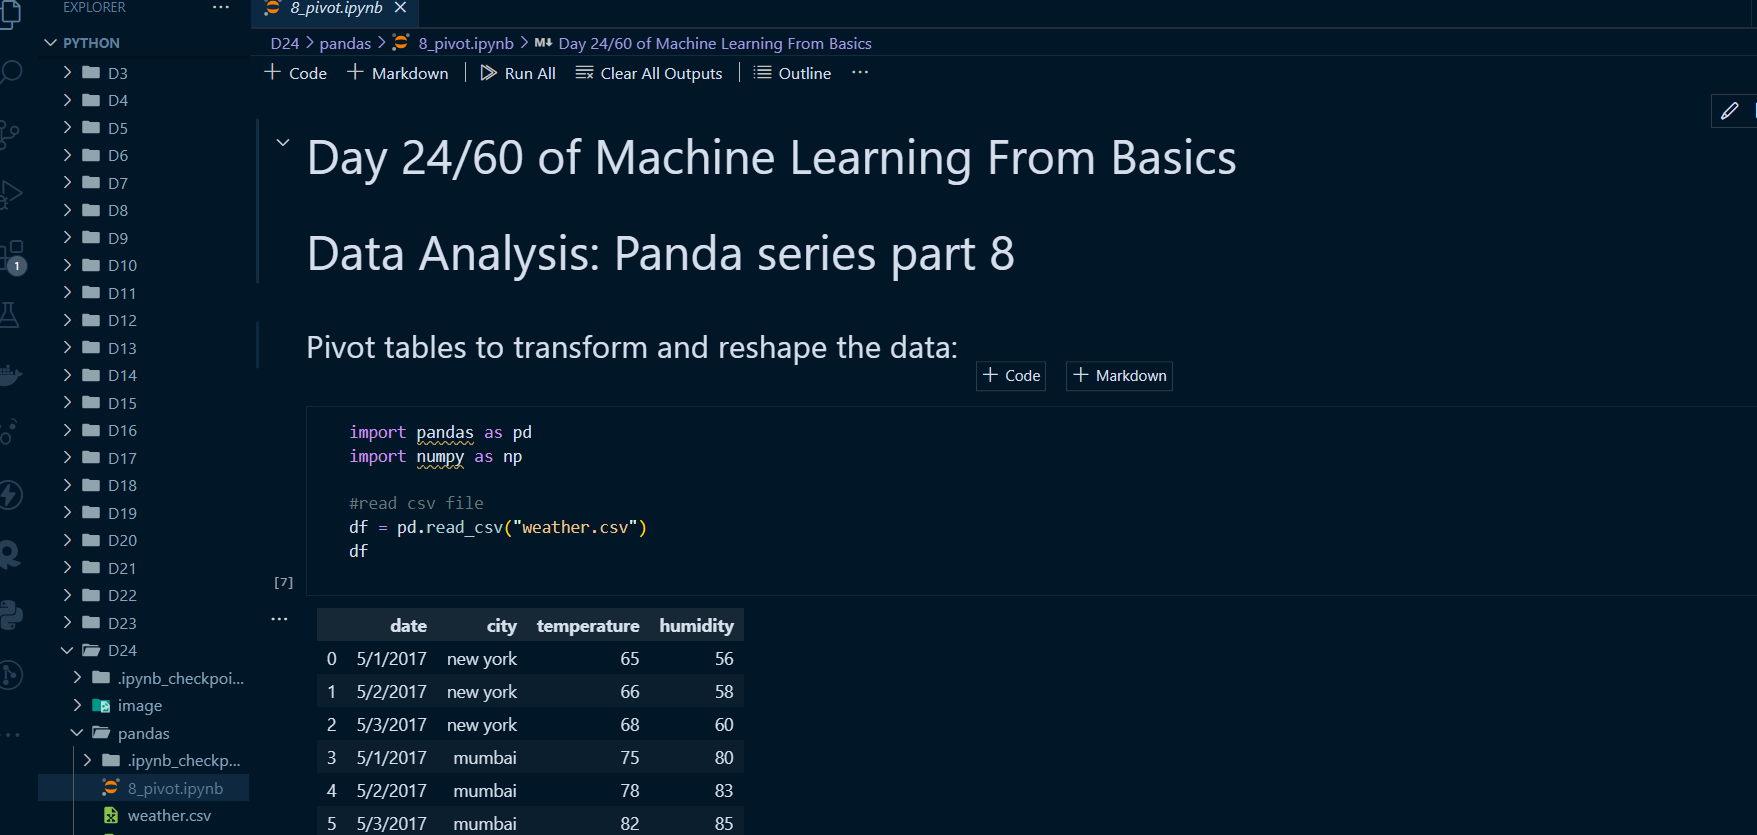 EXPLORER
...
8_pivot.ipynb
PYTHON
D24 > pandas > 8_pivot.ipynb > M↓ Day 24/60 of Machine Learning From Basics
+ Code + Markdown Run All Clear All Outputs Outline ...
D3
D4
D5
D6
D7
D8
D9
D10
D11
D12
D13
D14
D15
D16
D17
D18
D19
D20
D21
D22
D23
D24
.ipynb_checkpoi...
image
pandas
.ipynb_checkp...
8_pivot.ipynb
weather.csv
1
Day 24/60 of Machine Learning From Basics
Data Analysis: Panda series part 8
Pivot tables to transform and reshape the data:
+ Code + Markdown
import pandas as pd
import numpy as np
#read csv file
df = pd.read_csv("weather.csv")
df
[7]
...
date city temperature humidity
0 5/1/2017 new york 65 56
1 5/2/2017 new york 66 58
2 5/3/2017 new york 68 60
3 5/1/2017 mumbai 75 80
4 5/2/2017 mumbai 78 83
5 5/3/2017 mumbai 82 85